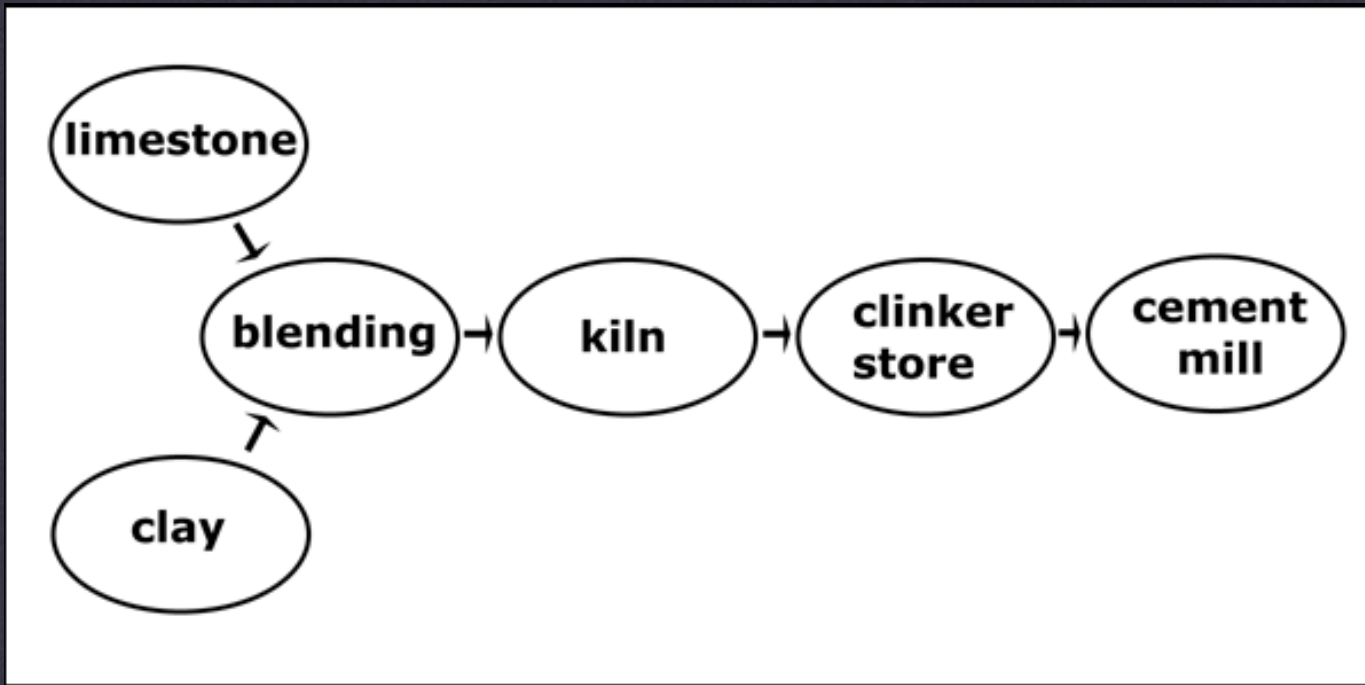 limestone
blending
kiln
clinker
store
cement
mill
clay